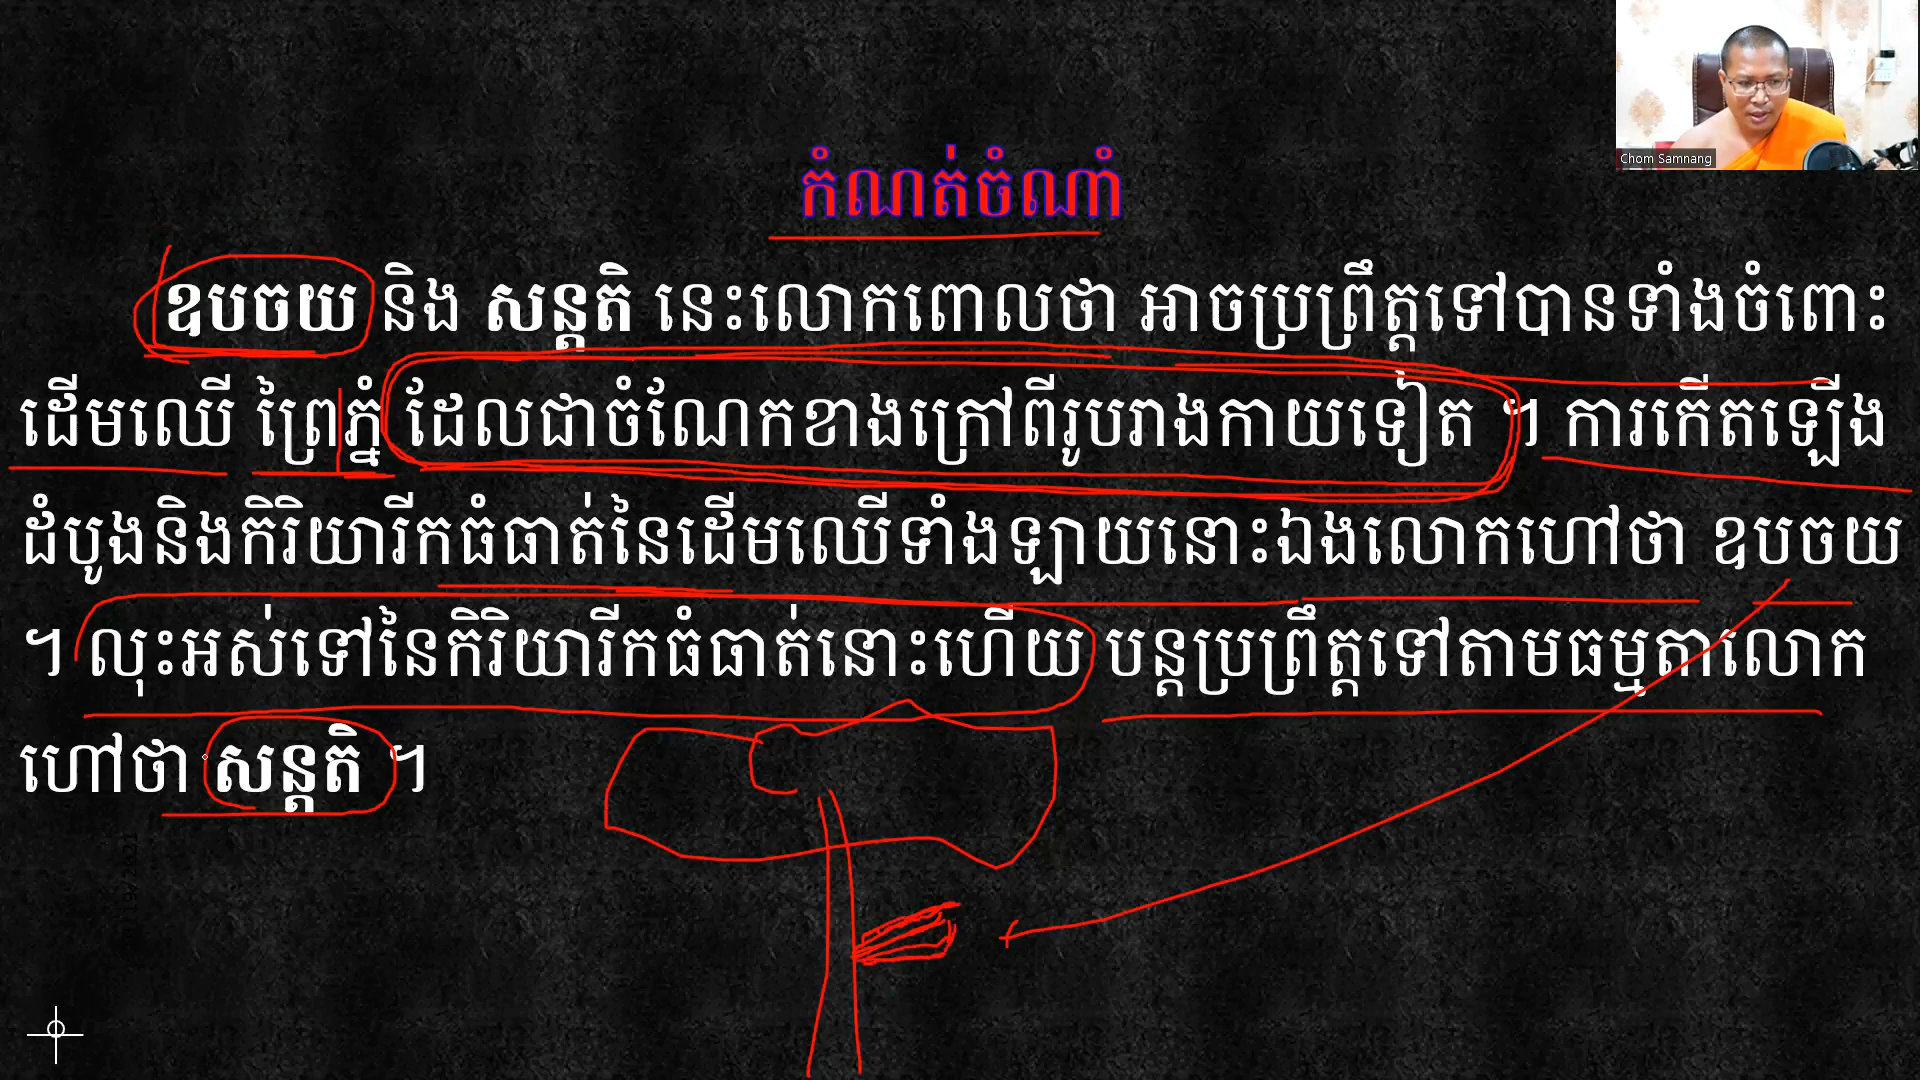 Chom Samnang
កំណត់ចំណាំ
ឧបចយ និង សន្តតិ នេះលោកពោលថា អាចប្រព្រឹត្តទៅបានទាំងចំពោះ
ដើមឈើ ព្រៃភ្នំ ដែលជាចំណែកខាងក្រៅពីរូបរាងកាយទៀត ។ ការកើតឡើង
ដំបូងនិងកិរិយារីកធំធាត់នៃដើមឈើទាំងឡាយនោះឯងលោកហៅថា ឧបចយ
។ លុះអស់ទៅនៃកិរិយារីកធំធាត់នោះហើយ បន្តប្រព្រឹត្តទៅតាមធម្មតាលោក
ហៅថា សន្តតិ ។